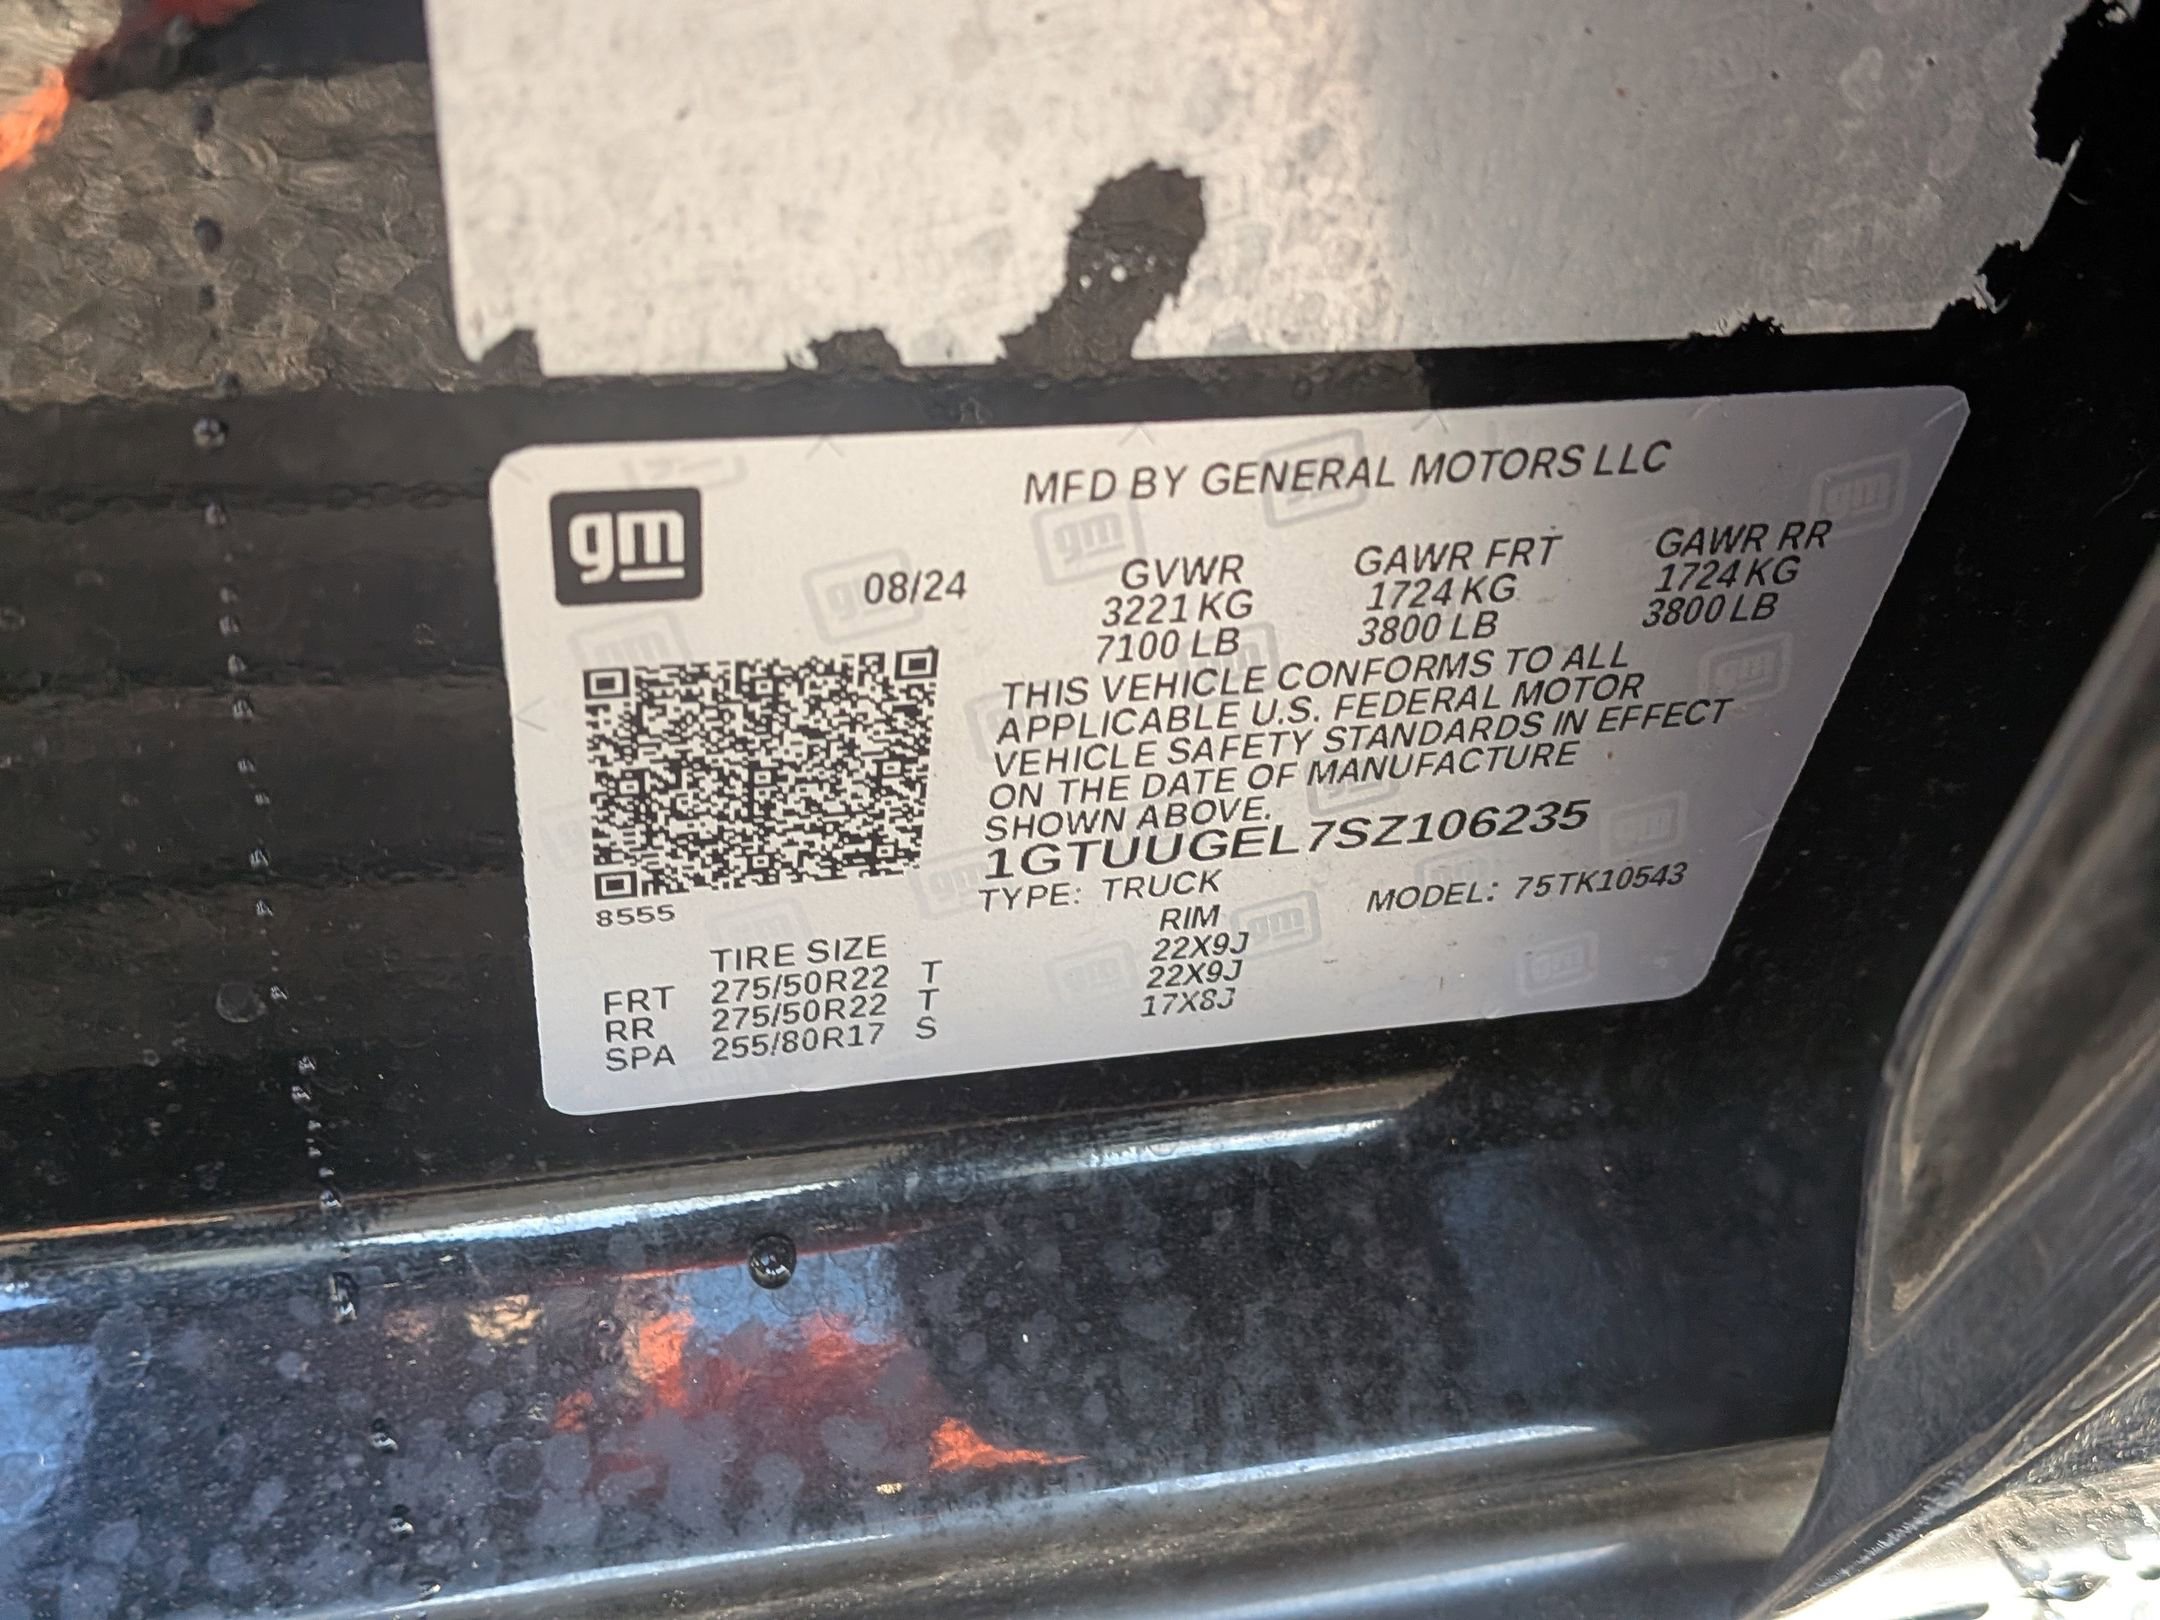 gm
MFD BY GENERAL MOTORS LLC
08/24
GVWR GAWR FRT GAWR RR
3221 KG 1724 KG 1724 KG
7100 LB 3800 LB 3800 LB
THIS VEHICLE CONFORMS TO ALL
APPLICABLE U.S. FEDERAL MOTOR
VEHICLE SAFETY STANDARDS IN EFFECT
ON THE DATE OF MANUFACTURE
SHOWN ABOVE.
1GTUUGEL7SZ106235
TYPE: TRUCK MODEL: 75TK10543
8555
TIRE SIZE RIM
FRT 275/50R22 T 22X9J
RR 275/50R22 T 22X9J
SPA 255/80R17 S 17X8J